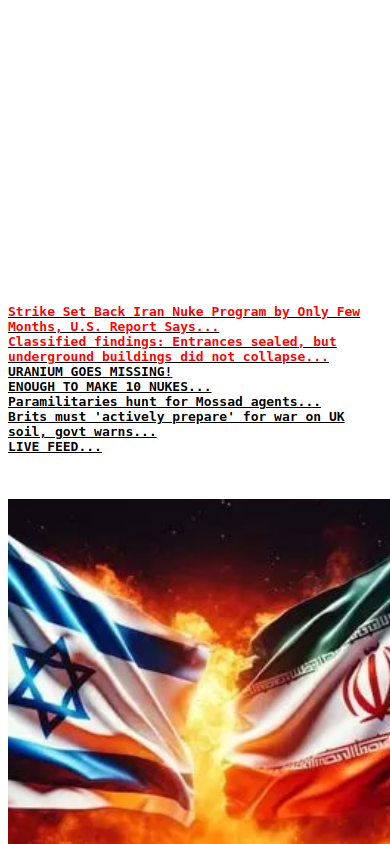 Strike Set Back Iran Nuke Program by Only Few
Months, U.S. Report Says...
Classified findings: Entrances sealed, but
underground buildings did not collapse...
URANIUM GOES MISSING!
ENOUGH TO MAKE 10 NUKES...
Paramilitaries hunt for Mossad agents...
Brits must 'actively prepare' for war on UK
soil, govt warns...
LIVE FEED...